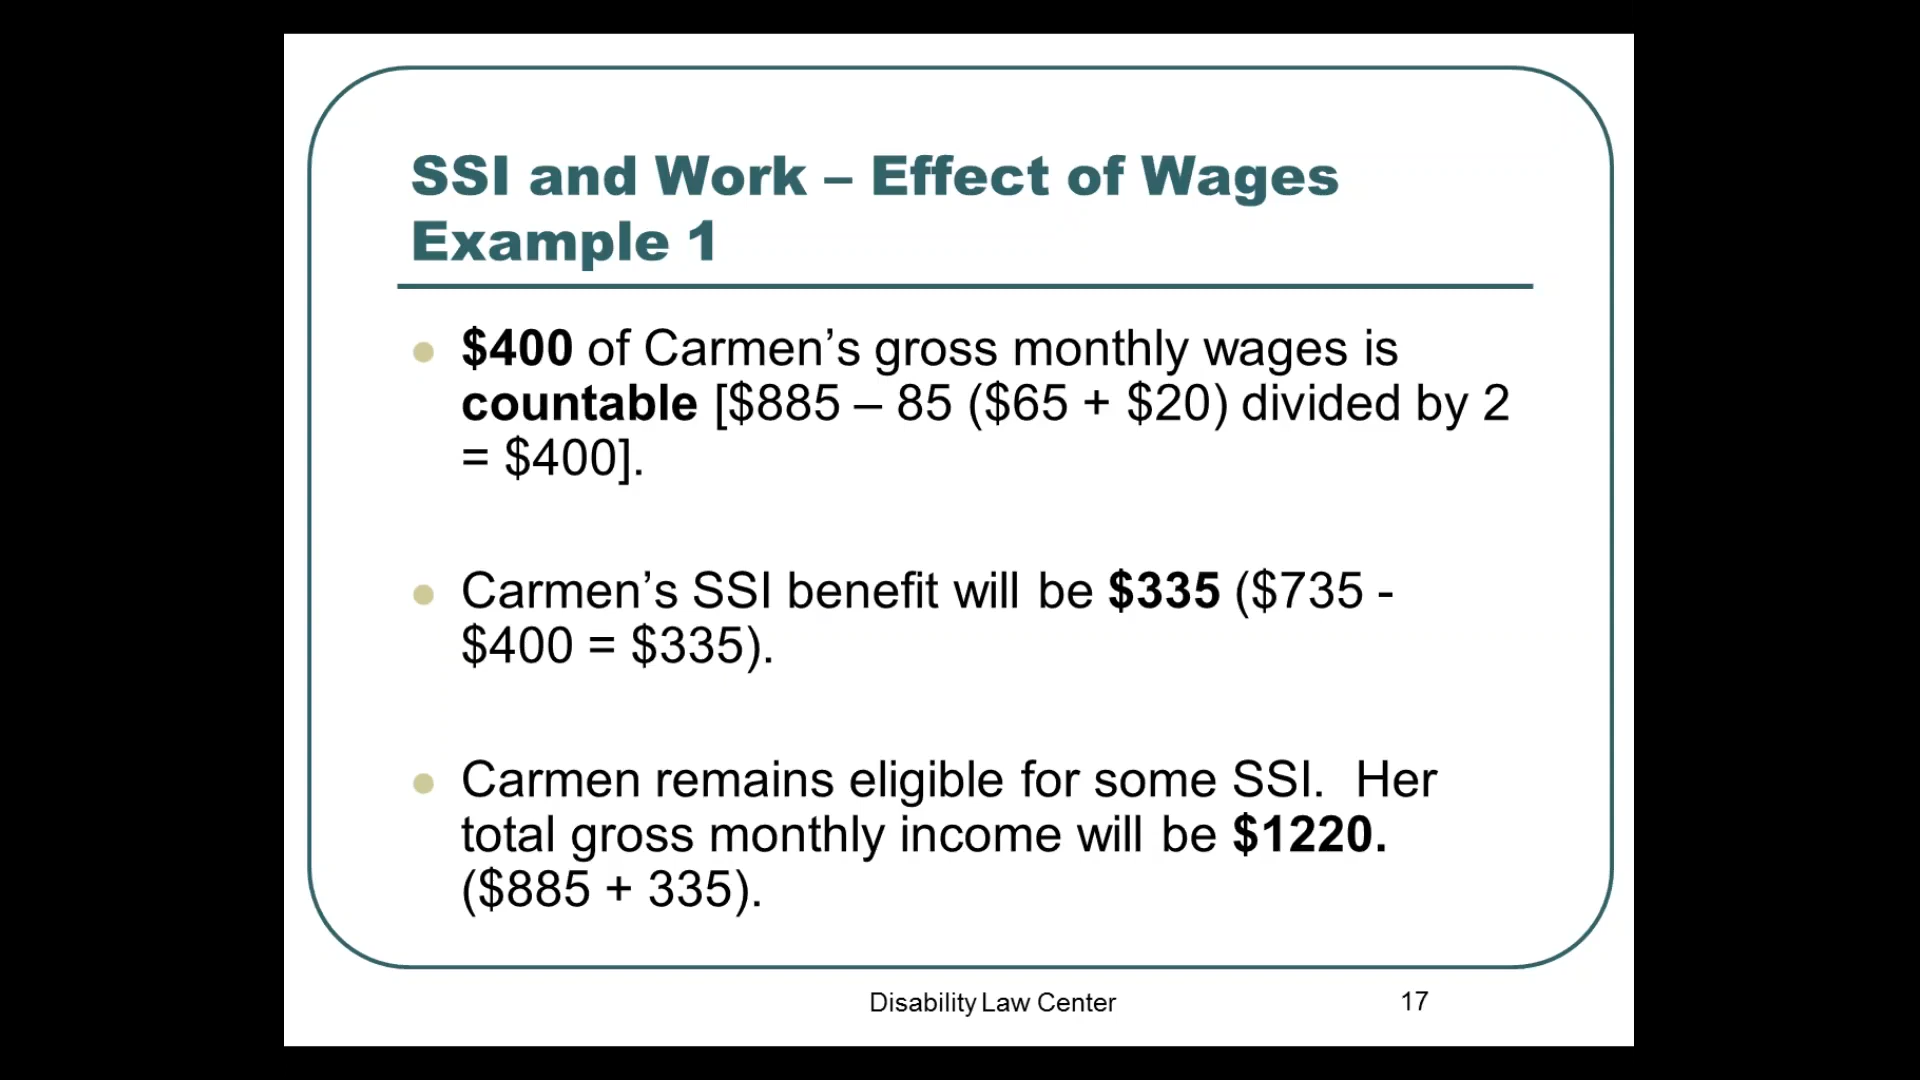 SSI and Work – Effect of Wages
Example 1
$400 of Carmen’s gross monthly wages is
countable [$885 – 85 ($65 + $20) divided by 2
= $400].
Carmen’s SSI benefit will be $335 ($735 -
$400 = $335).
Carmen remains eligible for some SSI.  Her
total gross monthly income will be $1220.
($885 + 335).
Disability Law Center
17